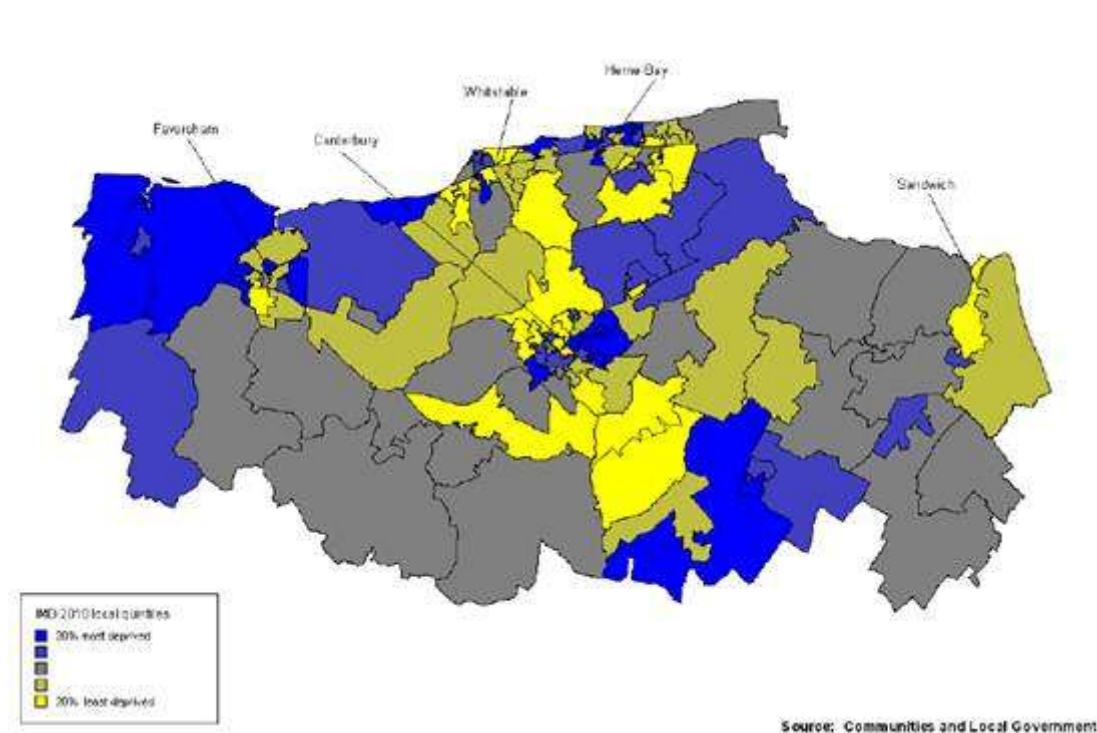 Herne Bay
Whitstable
Faversham
Canterbury
Sandwich
IMD 2010 local quintiles
20% most deprived
20% least deprived
Source: Communities and Local Government